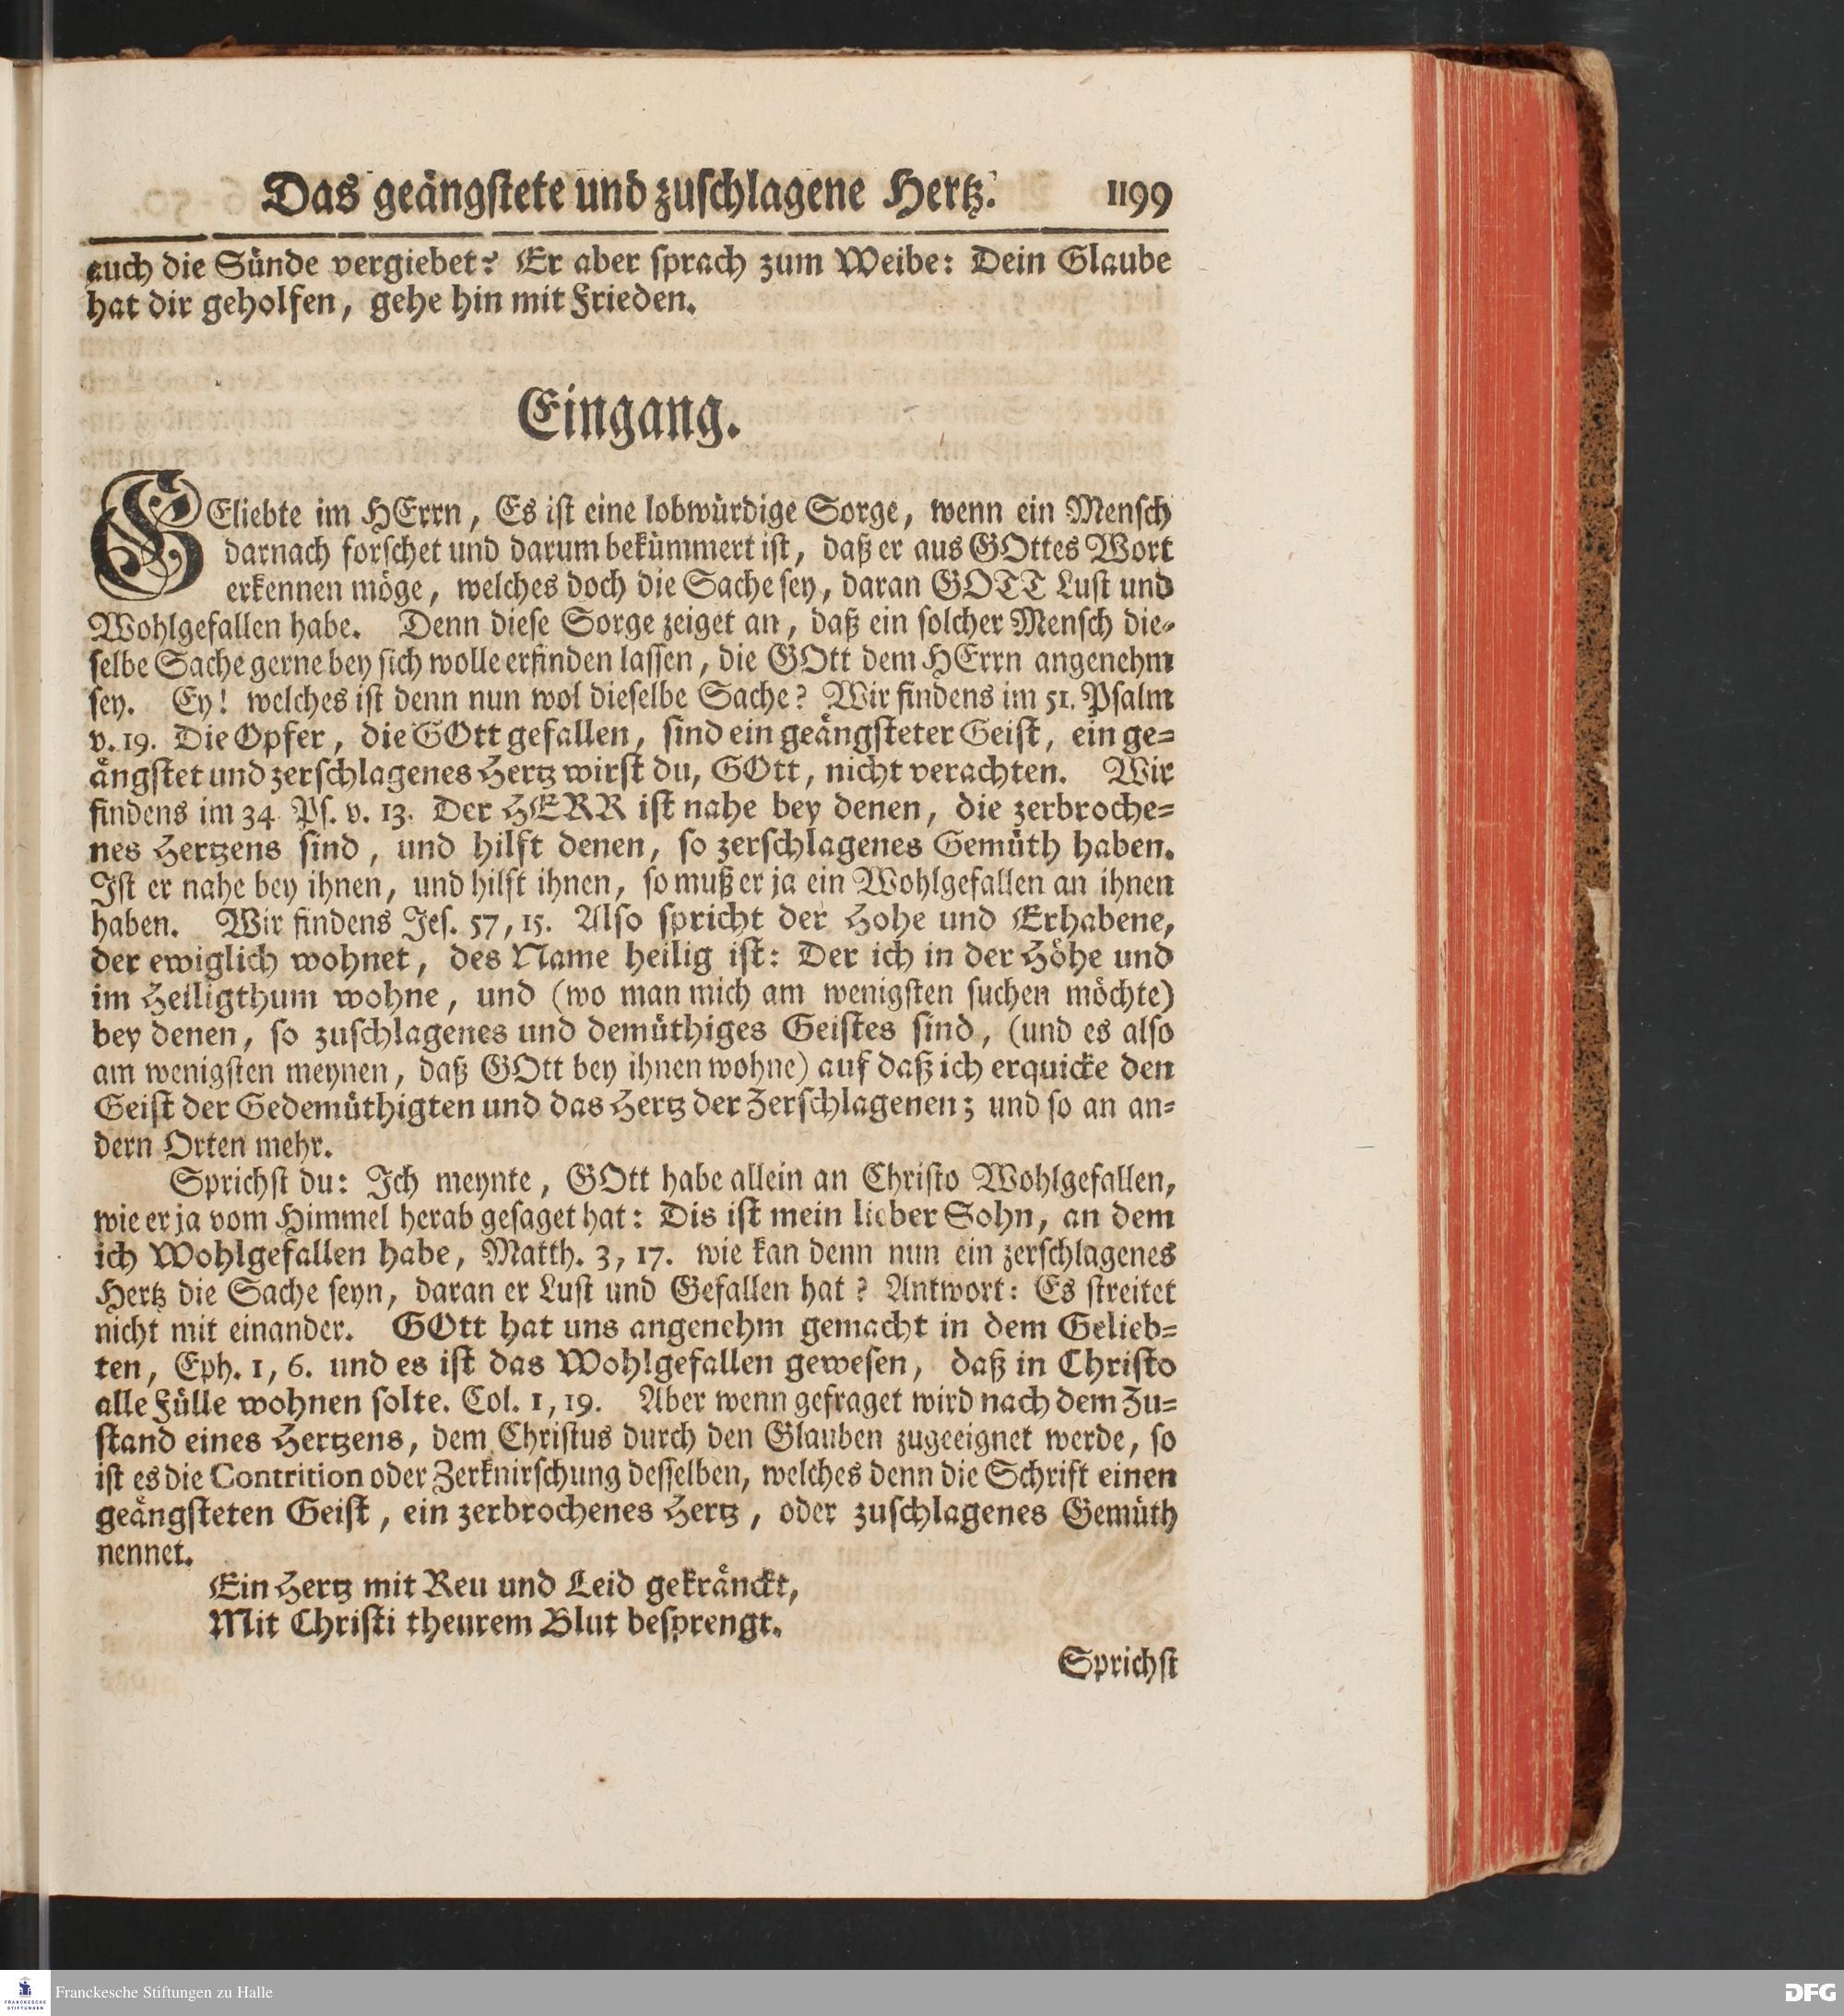 Das geängstete und zuschlagene Hertz. 1199
auch die Sünde vergiebet? Er aber sprach zum Weibe: Dein Glaube
hat dir geholfen, gehe hin mit Frieden.
Eingang.
GEliebte im HErrn, Es ist eine lobwürdige Sorge, wenn ein Mensch
darnach forschet und darum bekümmert ist, daß er aus GOttes Wort
erkennen möge, welches doch die Sache sey, daran GOTT Lust und
Wohlgefallen habe. Denn diese Sorge zeiget an, daß ein solcher Mensch die-
selbe Sache gerne bey sich wolle erfinden lassen, die GOtt dem HErrn angenehm
sey. Ey! welches ist denn nun wol dieselbe Sache? Wir findens im 51. Psalm
v. 19. Die Opfer, die GOtt gefallen, sind ein geängsteter Geist, ein ge-
ängstet und zerschlagenes Hertz wirst du, GOtt, nicht verachten. Wir
findens im 34 Ps. v. 13. Der HERR ist nahe bey denen, die zerbroche-
nes Hertzens sind, und hilft denen, so zerschlagenes Gemüth haben.
Ist er nahe bey ihnen, und hilft ihnen, so muß er ja ein Wohlgefallen an ihnen
haben. Wir findens Jes. 57, 15. Also spricht der Hohe und Erhabene,
der ewiglich wohnet, des Name heilig ist: Der ich in der Höhe und
im Heiligthum wohne, und (wo man mich am wenigsten suchen möchte)
bey denen, so zuschlagenes und demüthiges Geistes sind, (und es also
am wenigsten meynen, daß GOtt bey ihnen wohne) auf daß ich erquicke den
Geist der Gedemüthigten und das Hertz der Zerschlagenen; und so an an-
dern Orten mehr.
Sprichst du: Ich meynte, GOtt habe allein an Christo Wohlgefallen,
wie er ja vom Himmel herab gesaget hat: Dis ist mein lieber Sohn, an dem
ich Wohlgefallen habe, Matth. 3, 17. wie kan denn nun ein zerschlagenes
Hertz die Sache seyn, daran er Lust und Gefallen hat? Antwort: Es streitet
nicht mit einander. GOtt hat uns angenehm gemacht in dem Gelieb-
ten, Eph. 1, 6. und es ist das Wohlgefallen gewesen, daß in Christo
alle Fülle wohnen solte. Col. 1, 19. Aber wenn gefraget wird nach dem Zu-
stand eines Hertzens, dem Christus durch den Glauben zugeeignet werde, so
ist es die Contrition oder Zerknirschung desselben, welches denn die Schrift einen
geängsteten Geist, ein zerbrochenes Hertz, oder zuschlagenes Gemüth
nennet.
Ein Hertz mit Reu und Leid gekränckt,
Mit Christi theurem Blut besprengt.
Sprichst
FRANCKESCHE STIFTUNGEN
Franckesche Stiftungen zu Halle
DFG